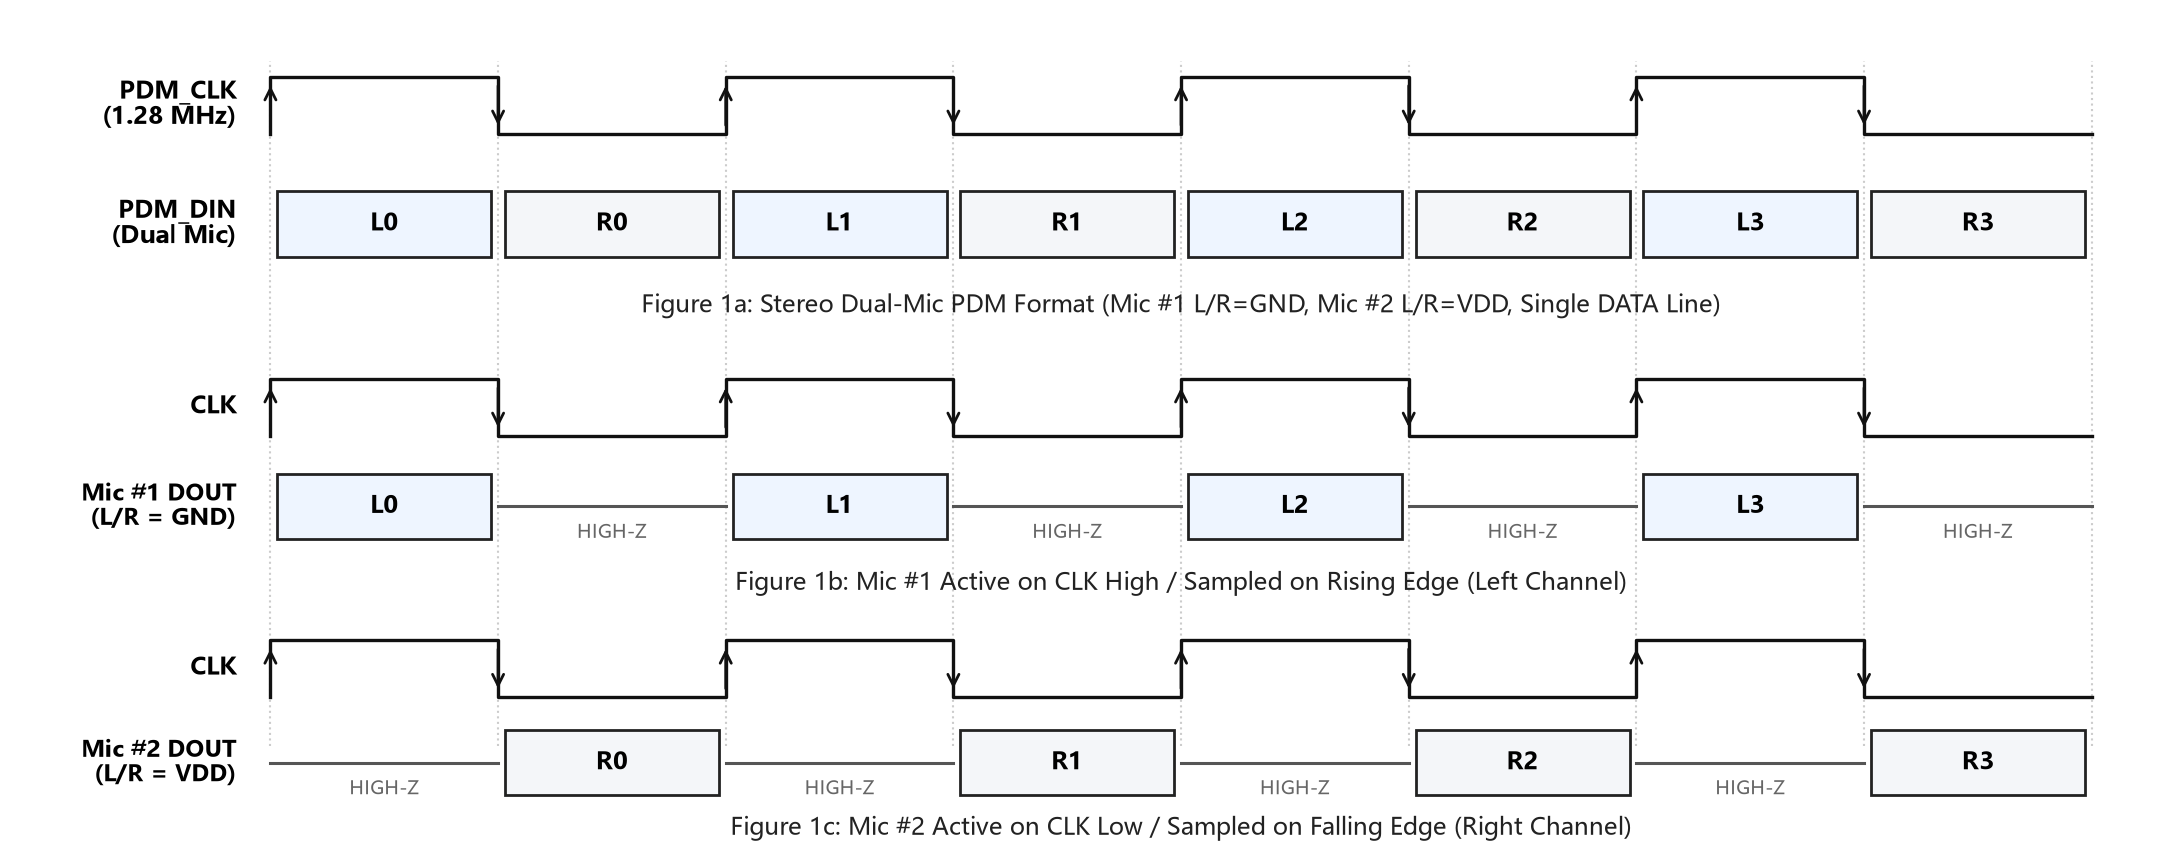 PDM_CLK
(1.28 MHz)
PDM_DIN
(Dual Mic)
L0 R0 L1 R1 L2 R2 L3 R3
Figure 1a: Stereo Dual-Mic PDM Format (Mic #1 L/R=GND, Mic #2 L/R=VDD, Single DATA Line)
CLK
Mic #1 DOUT
(L/R = GND)
L0 HIGH-Z L1 HIGH-Z L2 HIGH-Z L3 HIGH-Z
Figure 1b: Mic #1 Active on CLK High / Sampled on Rising Edge (Left Channel)
CLK
Mic #2 DOUT
(L/R = VDD)
HIGH-Z R0 HIGH-Z R1 HIGH-Z R2 HIGH-Z R3
Figure 1c: Mic #2 Active on CLK Low / Sampled on Falling Edge (Right Channel)